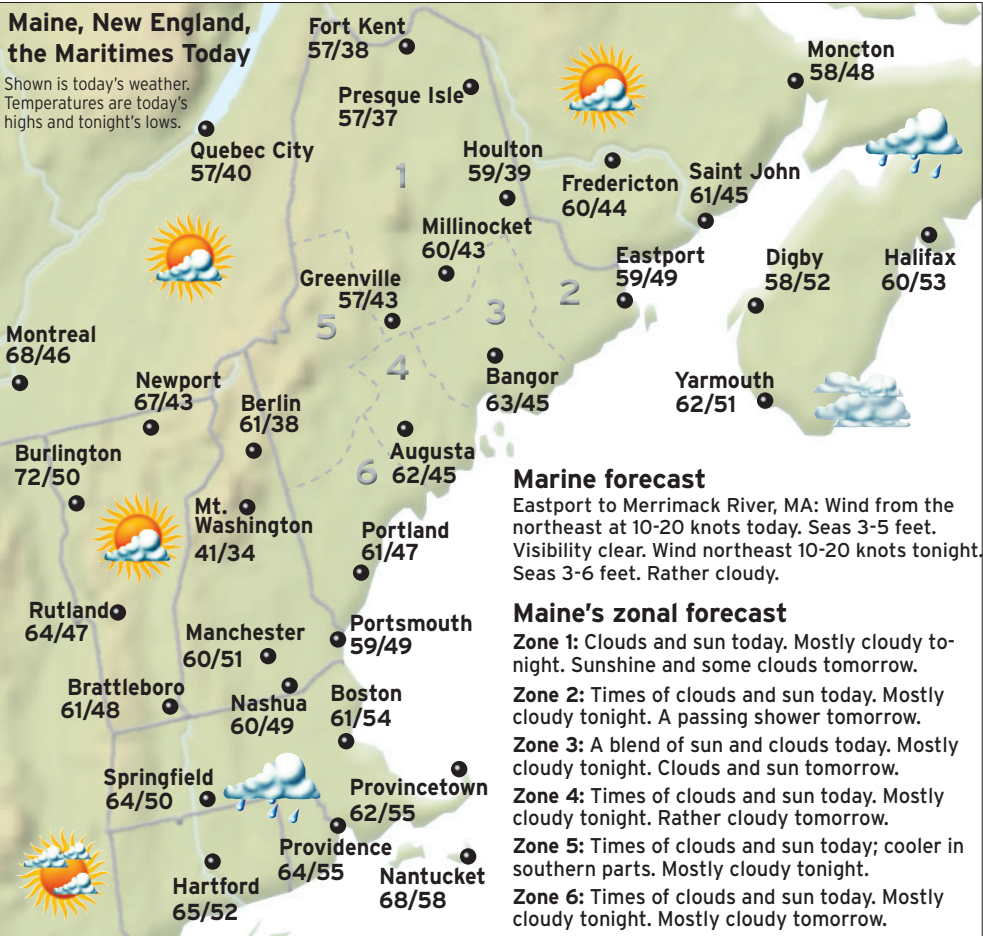 Maine, New England,
the Maritimes Today
Shown is today's weather.
Temperatures are today's
highs and tonight's lows.
Fort Kent
57/38
Moncton
58/48
Presque Isle
57/37
Quebec City
57/40
Houlton
59/39
Fredericton
60/44
Saint John
61/45
1
Millinocket
60/43
Eastport
59/49
Digby
58/52
Halifax
60/53
Greenville
57/43
2
3
5
4
Montreal
68/46
Newport
67/43
Berlin
61/38
Bangor
63/45
Yarmouth
62/51
Burlington
72/50
Augusta
62/45
6
Mt.
Washington
41/34
Portland
61/47
Rutland
64/47
Manchester
60/51
Portsmouth
59/49
Brattleboro
61/48
Nashua
60/49
Boston
61/54
Springfield
64/50
Provincetown
62/55
Providence
64/55
Hartford
65/52
Nantucket
68/58
Marine forecast
Eastport to Merrimack River, MA: Wind from the
northeast at 10-20 knots today. Seas 3-5 feet.
Visibility clear. Wind northeast 10-20 knots tonight.
Seas 3-6 feet. Rather cloudy.
Maine's zonal forecast
Zone 1: Clouds and sun today. Mostly cloudy to-
night. Sunshine and some clouds tomorrow.
Zone 2: Times of clouds and sun today. Mostly
cloudy tonight. A passing shower tomorrow.
Zone 3: A blend of sun and clouds today. Mostly
cloudy tonight. Clouds and sun tomorrow.
Zone 4: Times of clouds and sun today. Mostly
cloudy tonight. Rather cloudy tomorrow.
Zone 5: Times of clouds and sun today; cooler in
southern parts. Mostly cloudy tonight.
Zone 6: Times of clouds and sun today. Mostly
cloudy tonight. Mostly cloudy tomorrow.